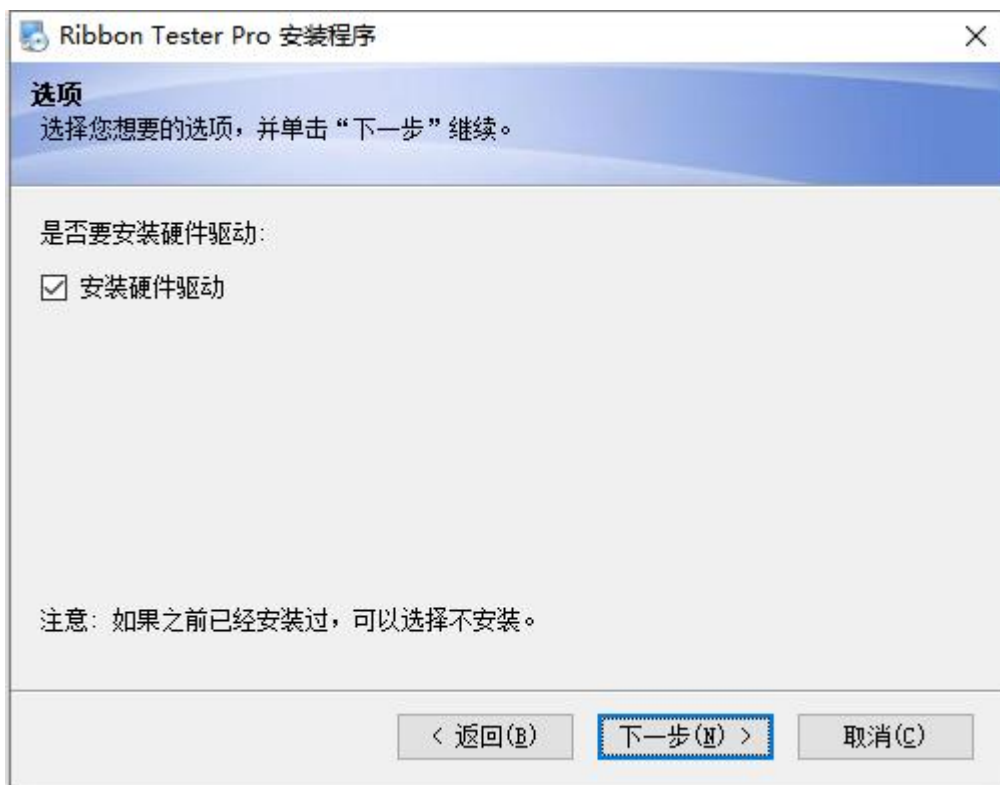 Ribbon Tester Pro 安装程序
选项
选择您想要的选项，并单击“下一步”继续。
是否要安装硬件驱动:
安装硬件驱动
注意: 如果之前已经安装过，可以选择不安装。
< 返回(B)
下一步(N) >
取消(C)